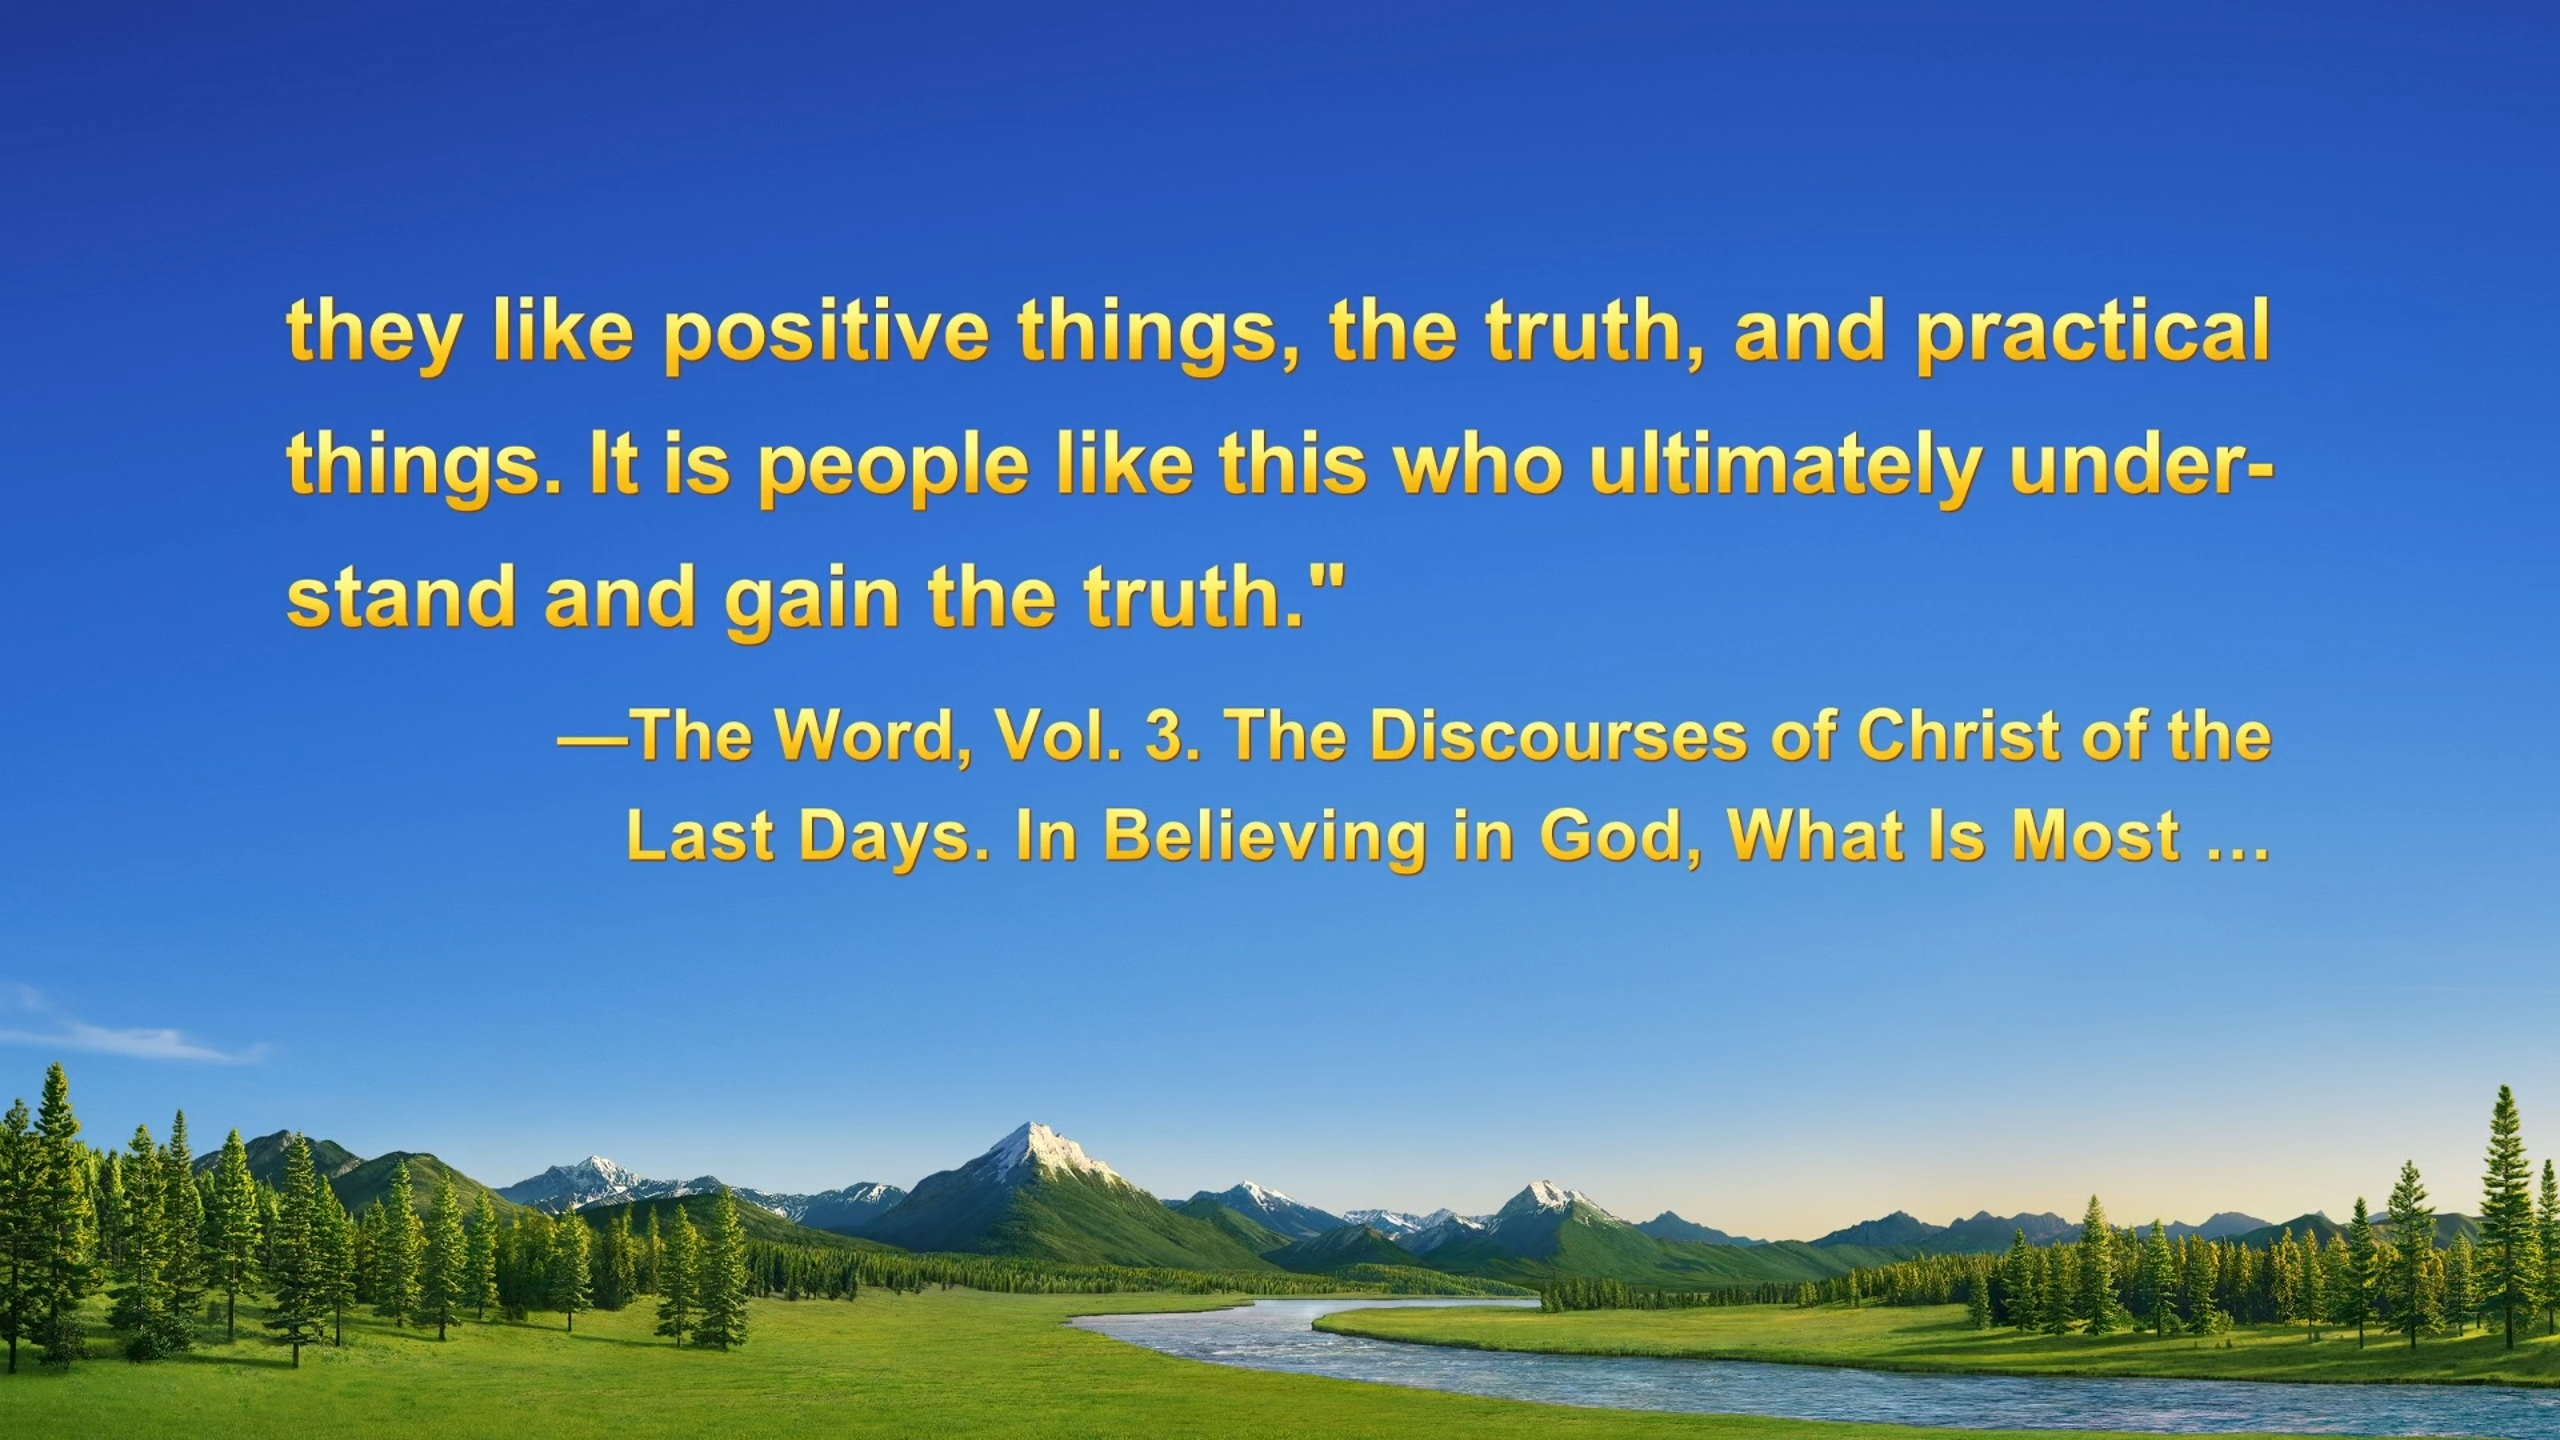 they like positive things, the truth, and practical
things. It is people like this who ultimately under-
stand and gain the truth."
—The Word, Vol. 3. The Discourses of Christ of the
Last Days. In Believing in God, What Is Most …